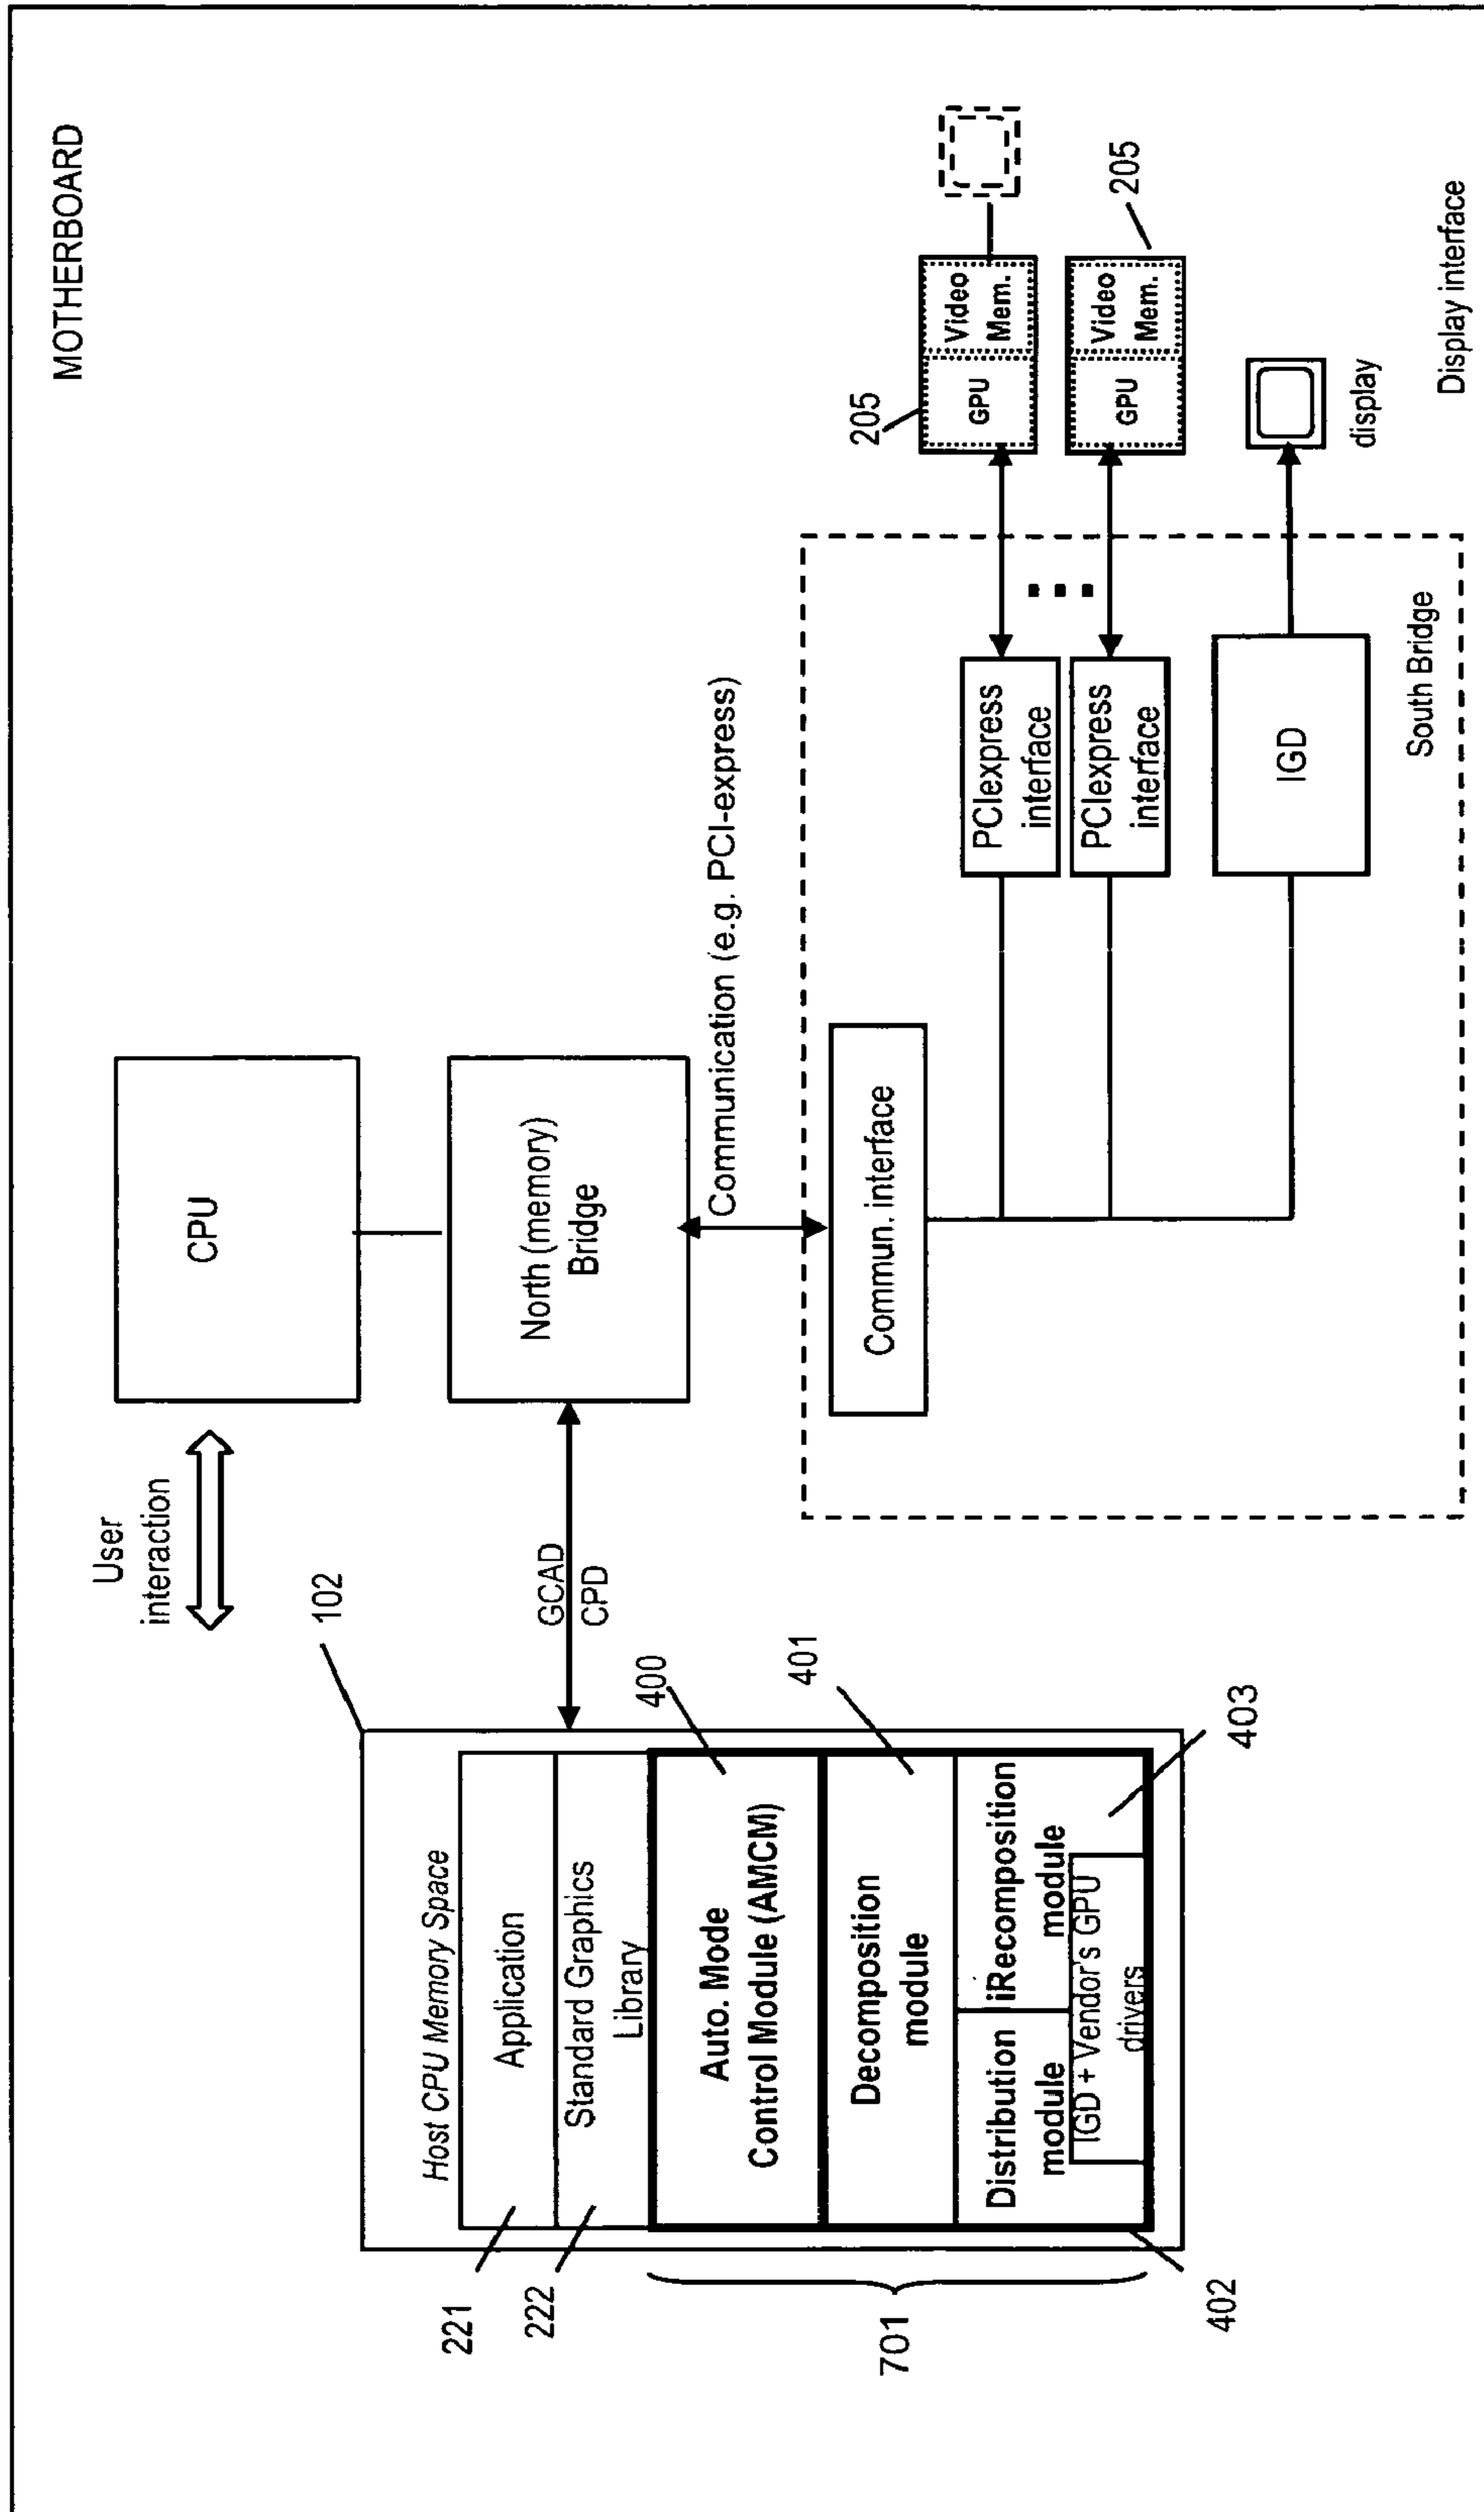 MOTHERBOARD
User
interaction
CPU
102
Host CPU Memory Space
221
Application
222
Standard Graphics
Library
GCAD
CPD
North (memory)
Bridge
400
Auto. Mode
Control Module (AMCM)
401
Decomposition
module
701
Distribution
module
iRecomposition
module
IGD + Vendor's GPU
drivers
402
403
Communication (e.g. PCI-express)
Commun. interface
PCIexpress
interface
PCIexpress
interface
IGD
South Bridge
205
GPU
Video
Mem.
205
GPU
Video
Mem.
display
Display interface